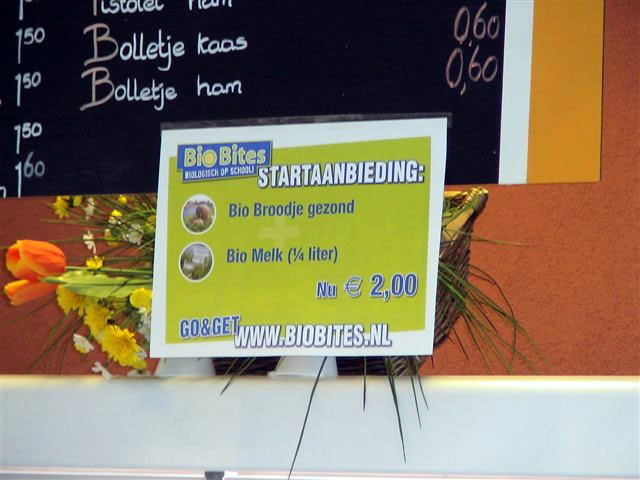 Pistolet ham
1,50 Bolletje kaas 0,60
1,50 Bolletje ham 0,60
1,50
1,60
Bio Bites
BIOLOGISCH OP SCHOOL!
STARTAANBIEDING:
Bio Broodje gezond
+
Bio Melk (¼ liter)
Nu € 2,00
GO&GET
WWW.BIOBITES.NL